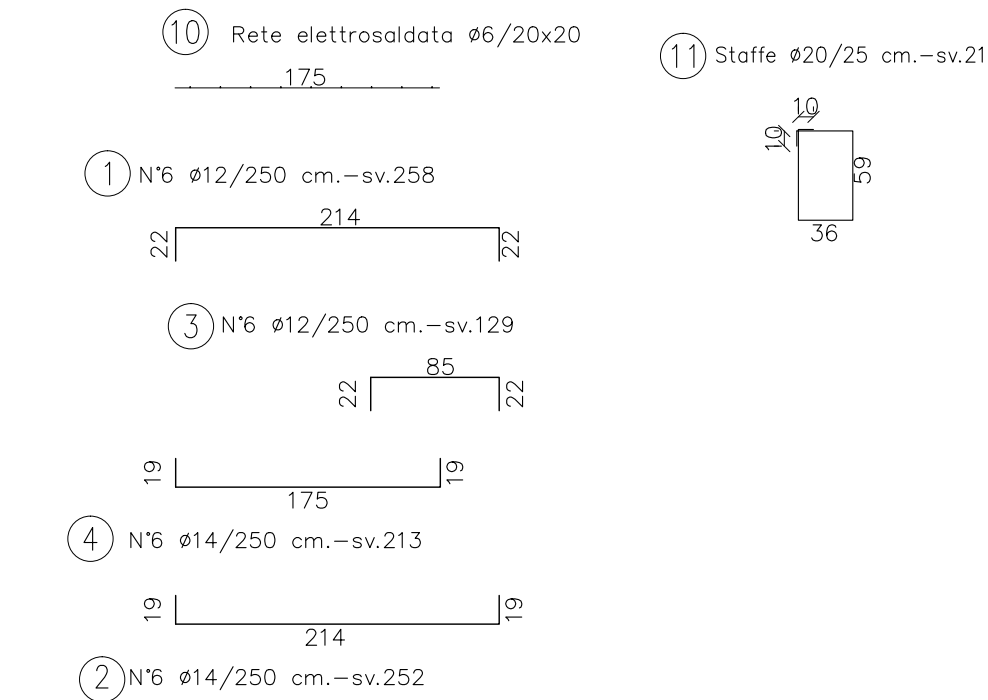 10 Rete elettrosaldata ø6/20x20
175
11 Staffe ø20/25 cm.–sv.21
10
10
59
36
1 N°6 ø12/250 cm.–sv.258
214
22
22
3 N°6 ø12/250 cm.–sv.129
85
22
22
19
19
175
4 N°6 ø14/250 cm.–sv.213
19
19
214
2 N°6 ø14/250 cm.–sv.252